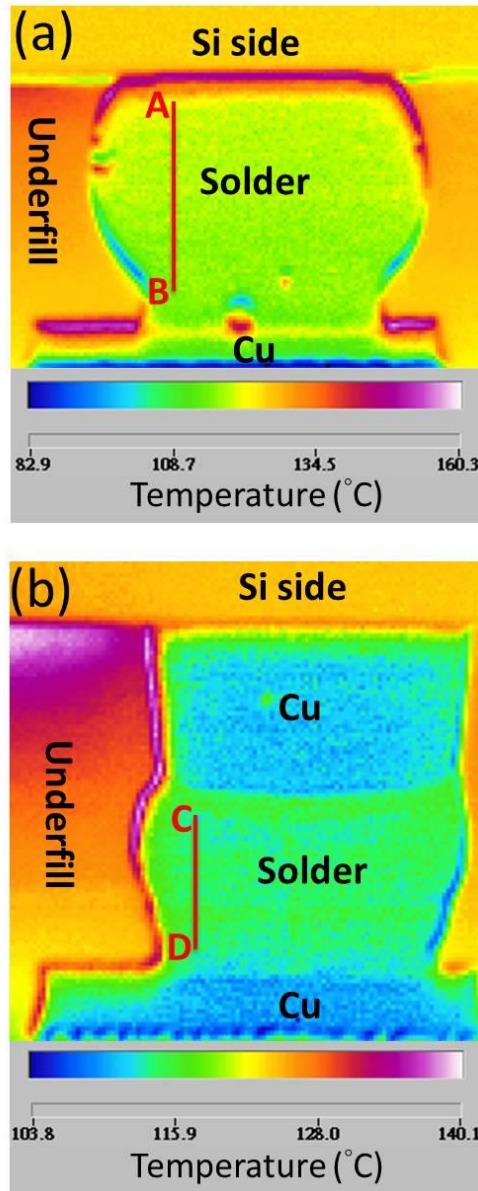 (a)
Si side
Underfill
A
Solder
B
Cu
82.9 108.7 134.5 160.3
Temperature (°C)
(b)
Si side
Cu
Underfill
C
Solder
D
Cu
103.8 115.9 128.0 140.1
Temperature (°C)